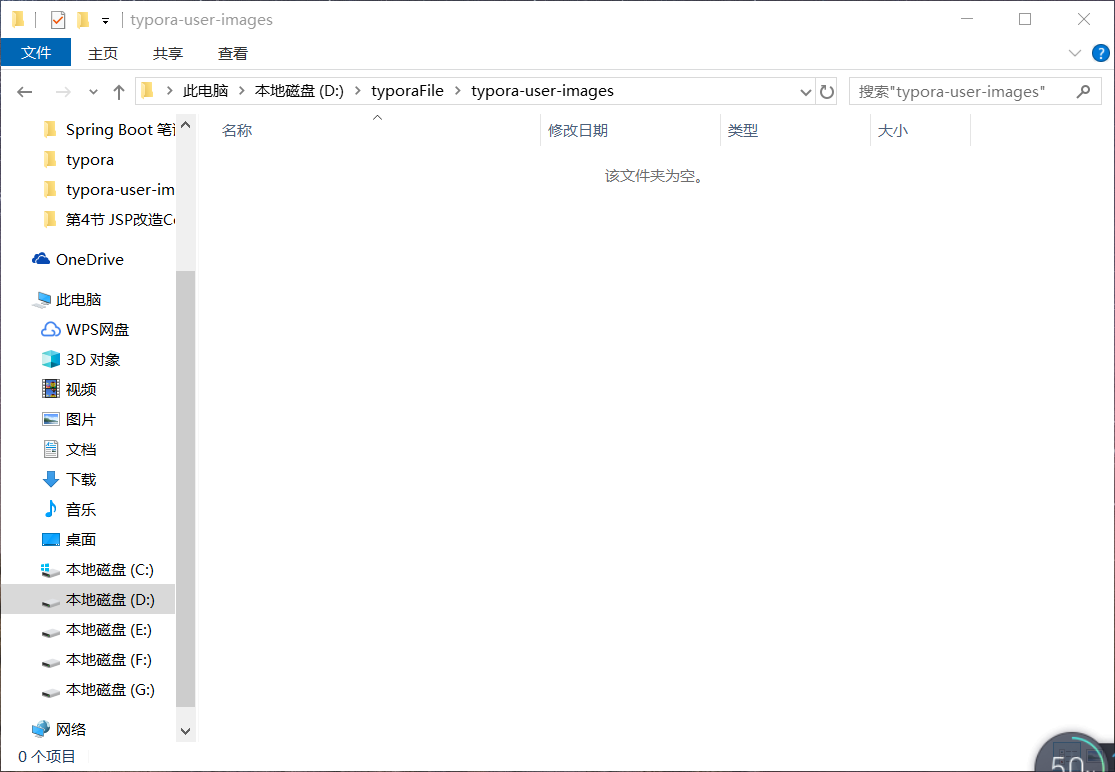 typora-user-images
文件 主页 共享 查看
此电脑 本地磁盘 (D:) typoraFile typora-user-images 搜索"typora-user-images"
名称 修改日期 类型 大小
该文件夹为空。
Spring Boot 笔
typora
typora-user-im
第4节 JSP改造
OneDrive
此电脑
WPS网盘
3D 对象
视频
图片
文档
下载
音乐
桌面
本地磁盘 (C:)
本地磁盘 (D:)
本地磁盘 (E:)
本地磁盘 (F:)
本地磁盘 (G:)
网络
0 个项目
50